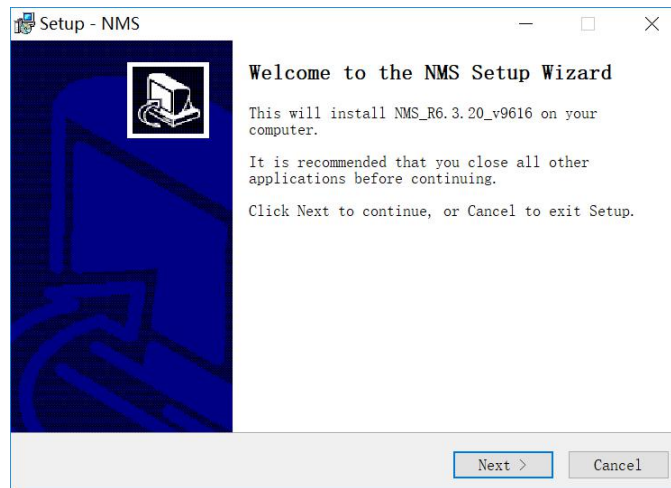 Setup - NMS
Welcome to the NMS Setup Wizard
This will install NMS_R6.3.20_v9616 on your
computer.
It is recommended that you close all other
applications before continuing.
Click Next to continue, or Cancel to exit Setup.
Next >
Cancel